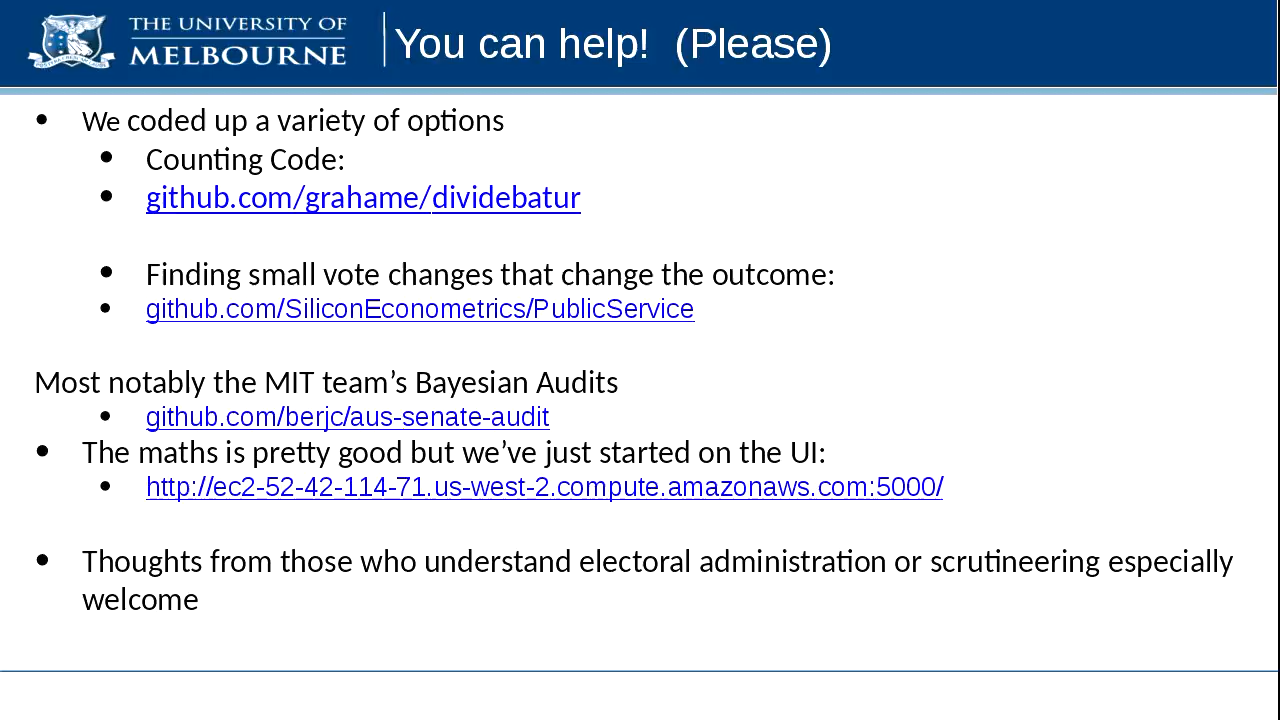 THE UNIVERSITY OF
MELBOURNE
You can help! (Please)
• We coded up a variety of options
• Counting Code:
• github.com/grahame/dividebatur
• Finding small vote changes that change the outcome:
• github.com/SiliconEconometrics/PublicService
Most notably the MIT team’s Bayesian Audits
• github.com/berjc/aus-senate-audit
• The maths is pretty good but we’ve just started on the UI:
• http://ec2-52-42-114-71.us-west-2.compute.amazonaws.com:5000/
• Thoughts from those who understand electoral administration or scrutineering especially
welcome